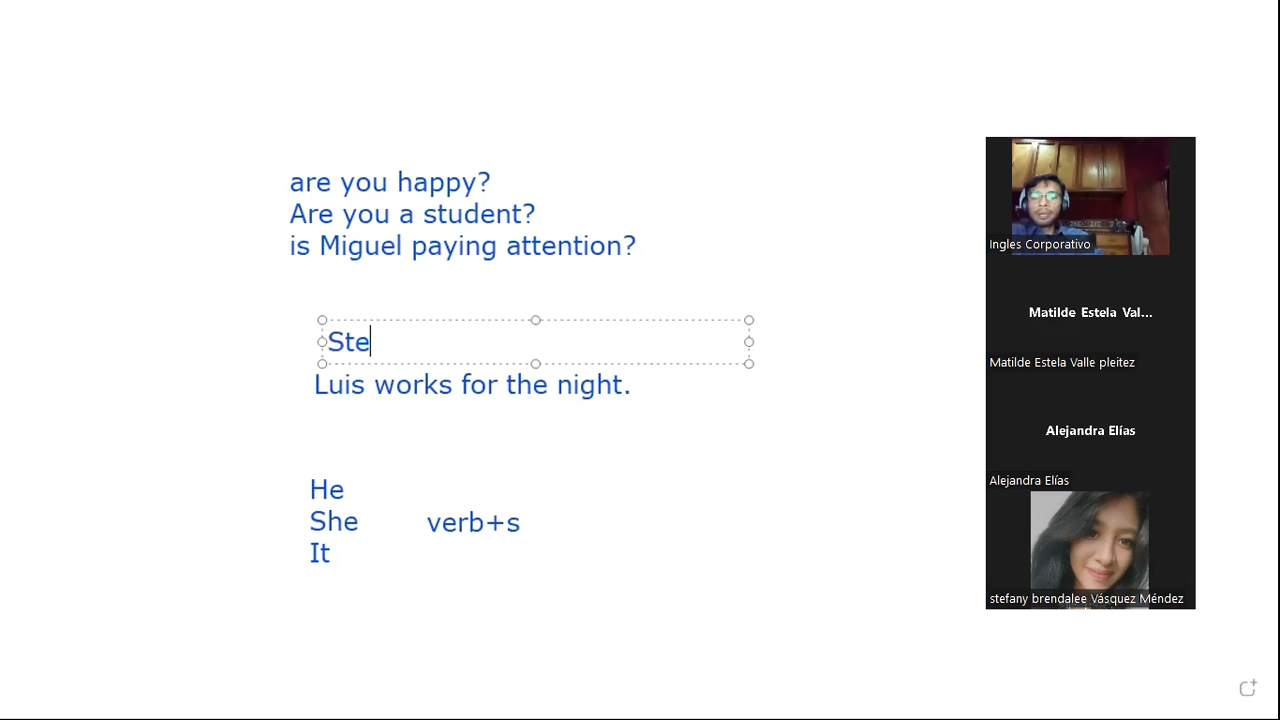 are you happy?
Are you a student?
is Miguel paying attention?
Ste
Luis works for the night.
He
She verb+s
It
Ingles Corporativo
Matilde Estela Val...
Matilde Estela Valle pleitez
Alejandra Elías
Alejandra Elías
stefany brendalee Vásquez Méndez